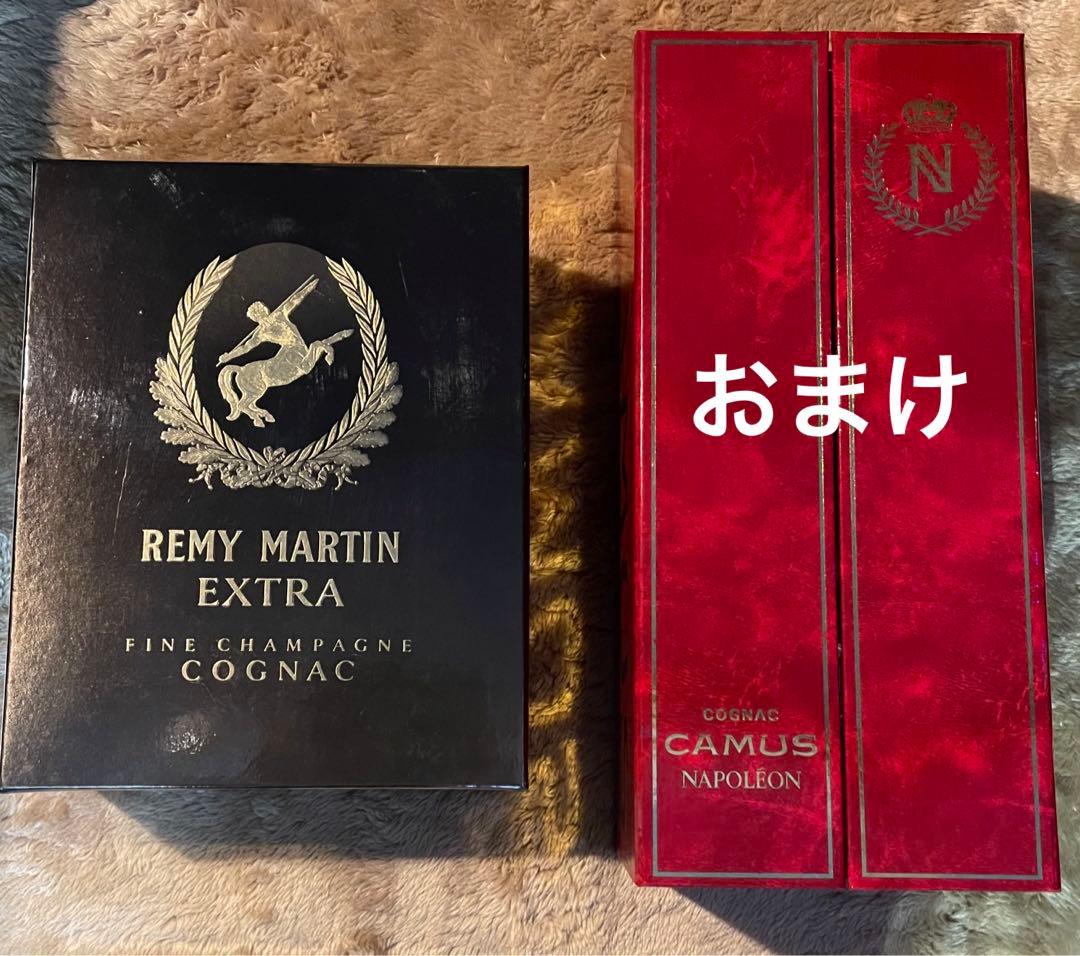 REMY MARTIN
EXTRA
FINE CHAMPAGNE
COGNAC
N
おまけ
COGNAC
CAMUS
NAPOLÉON